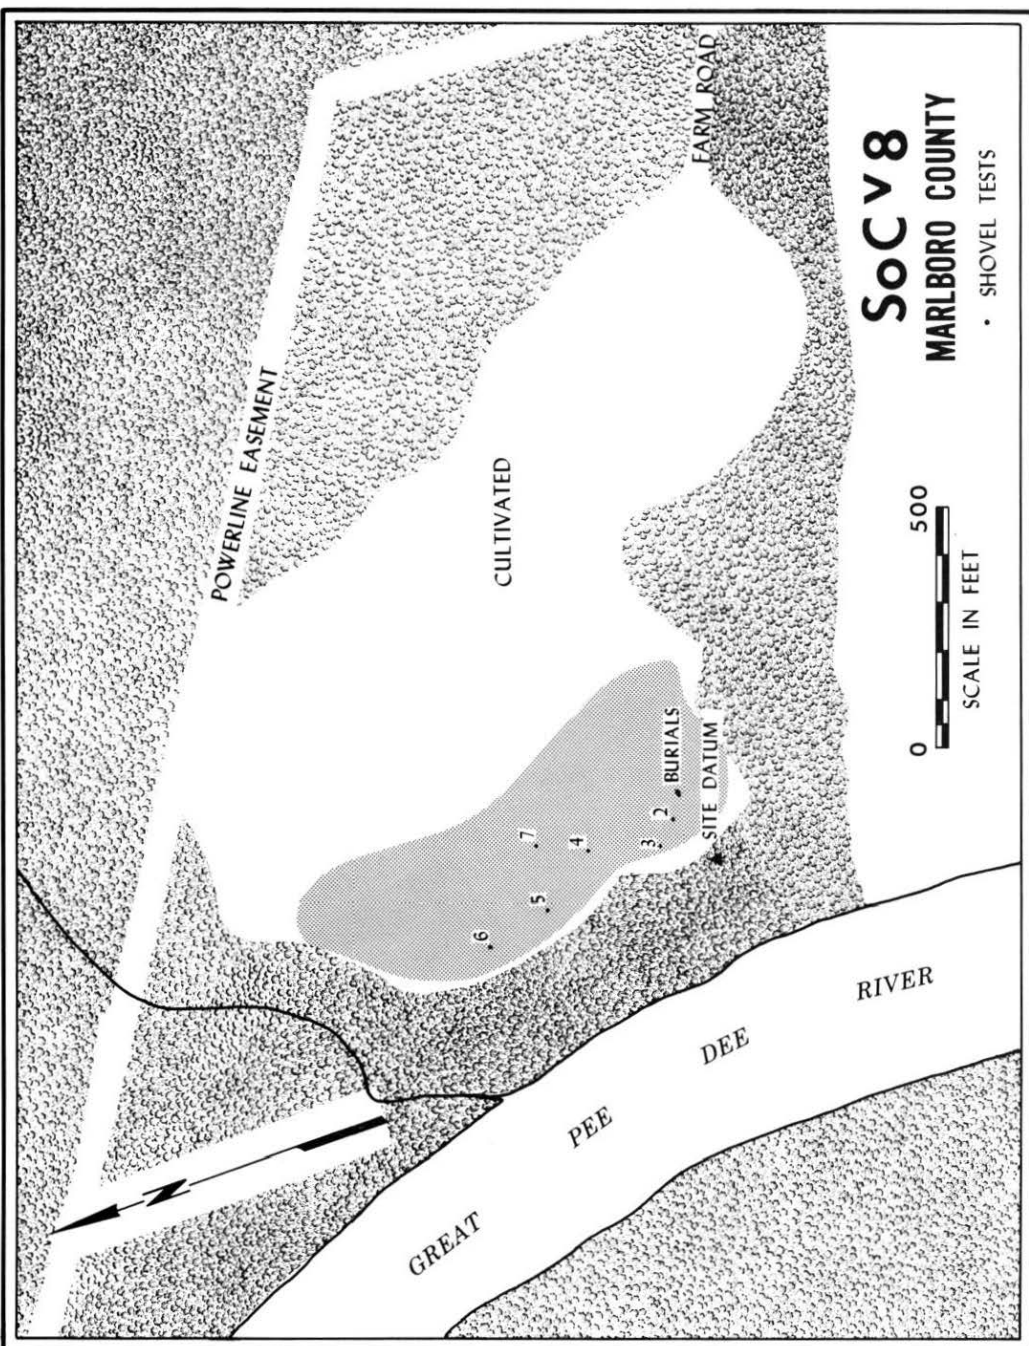 SoCv8
MARLBORO COUNTY
• SHOVEL TESTS
FARM ROAD
POWERLINE EASEMENT
CULTIVATED
0 500
SCALE IN FEET
BURIALS
SITE DATUM
2
3
4
7
5
6
N
GREAT PEE DEE RIVER